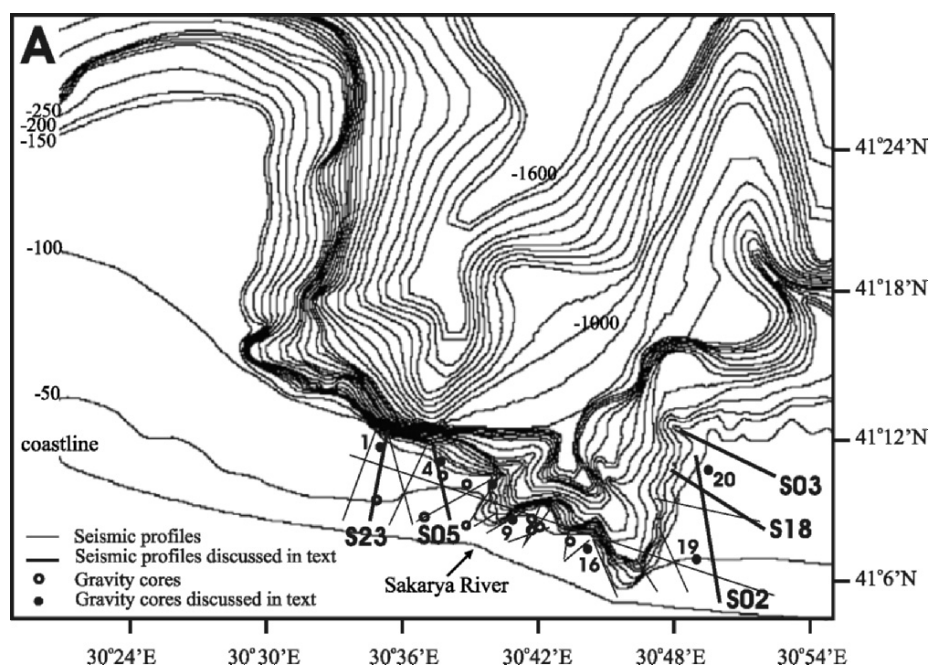 A
-250
-200
-150
-1600
41°24'N
-100
41°18'N
-1000
-50
coastline
1
4
41°12'N
20
S03
S23
S05
9
S18
16
19
Seismic profiles
Seismic profiles discussed in text
Gravity cores
Gravity cores discussed in text
Sakarya River
S02
41°6'N
30°24'E
30°30'E
30°36'E
30°42'E
30°48'E
30°54'E